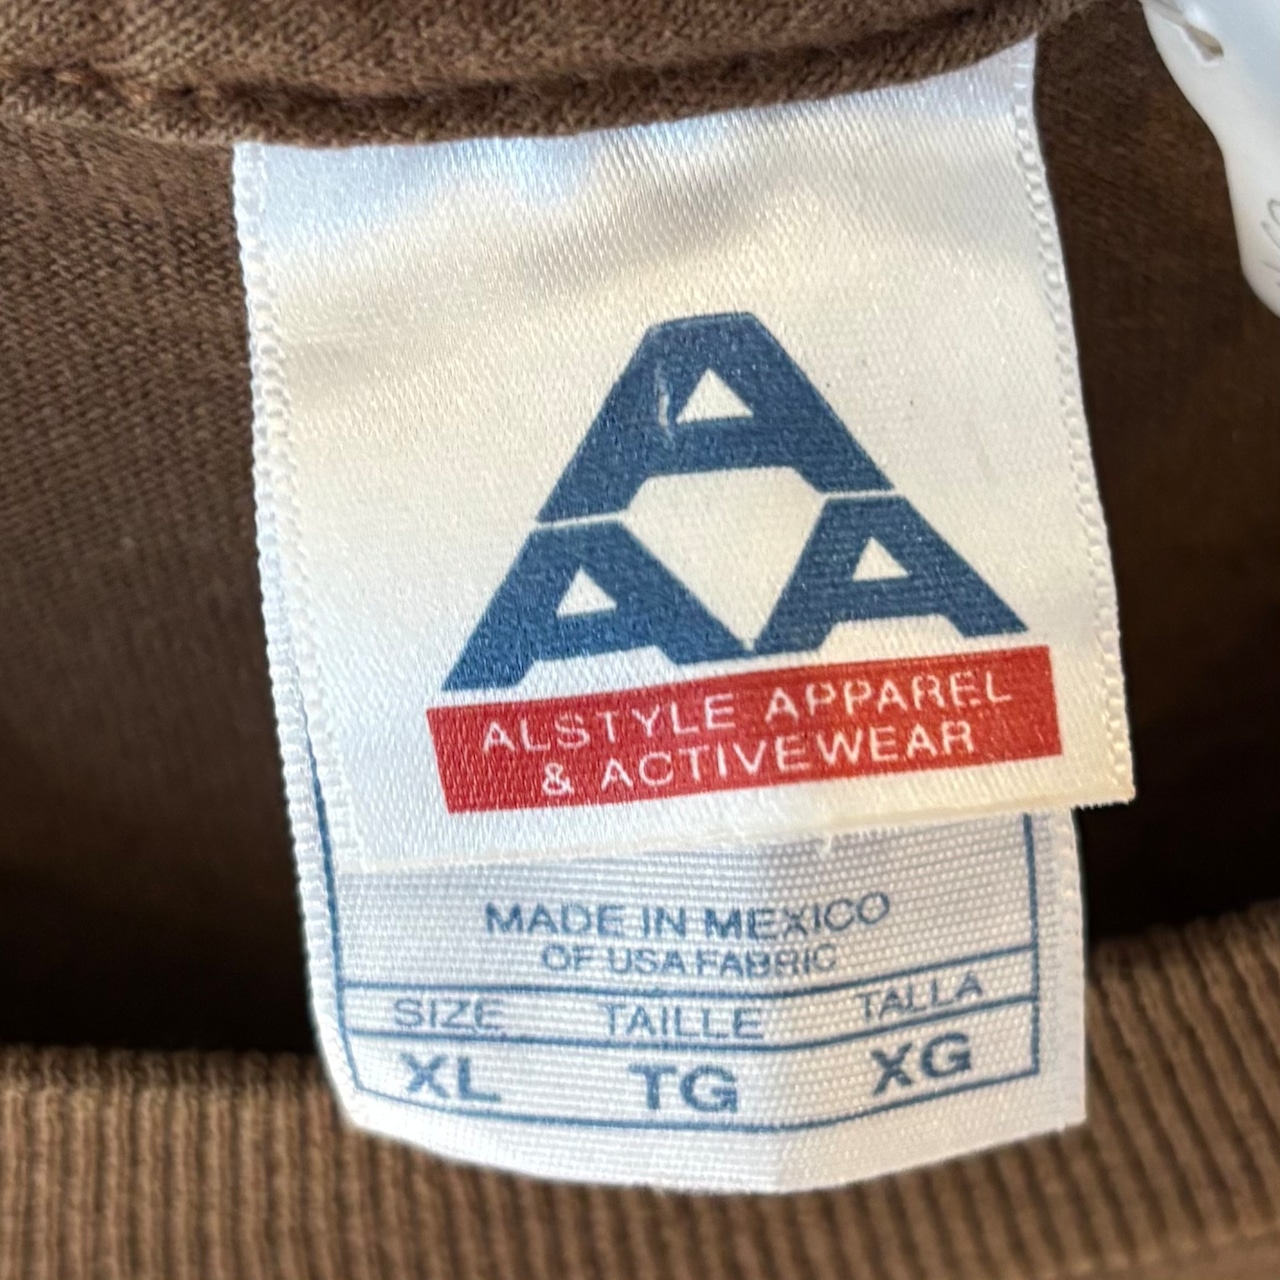 A
A A
ALSTYLE APPAREL
& ACTIVEWEAR
MADE IN MEXICO
OF USA FABRIC
SIZE TAILLE TALLA
XL TG XG